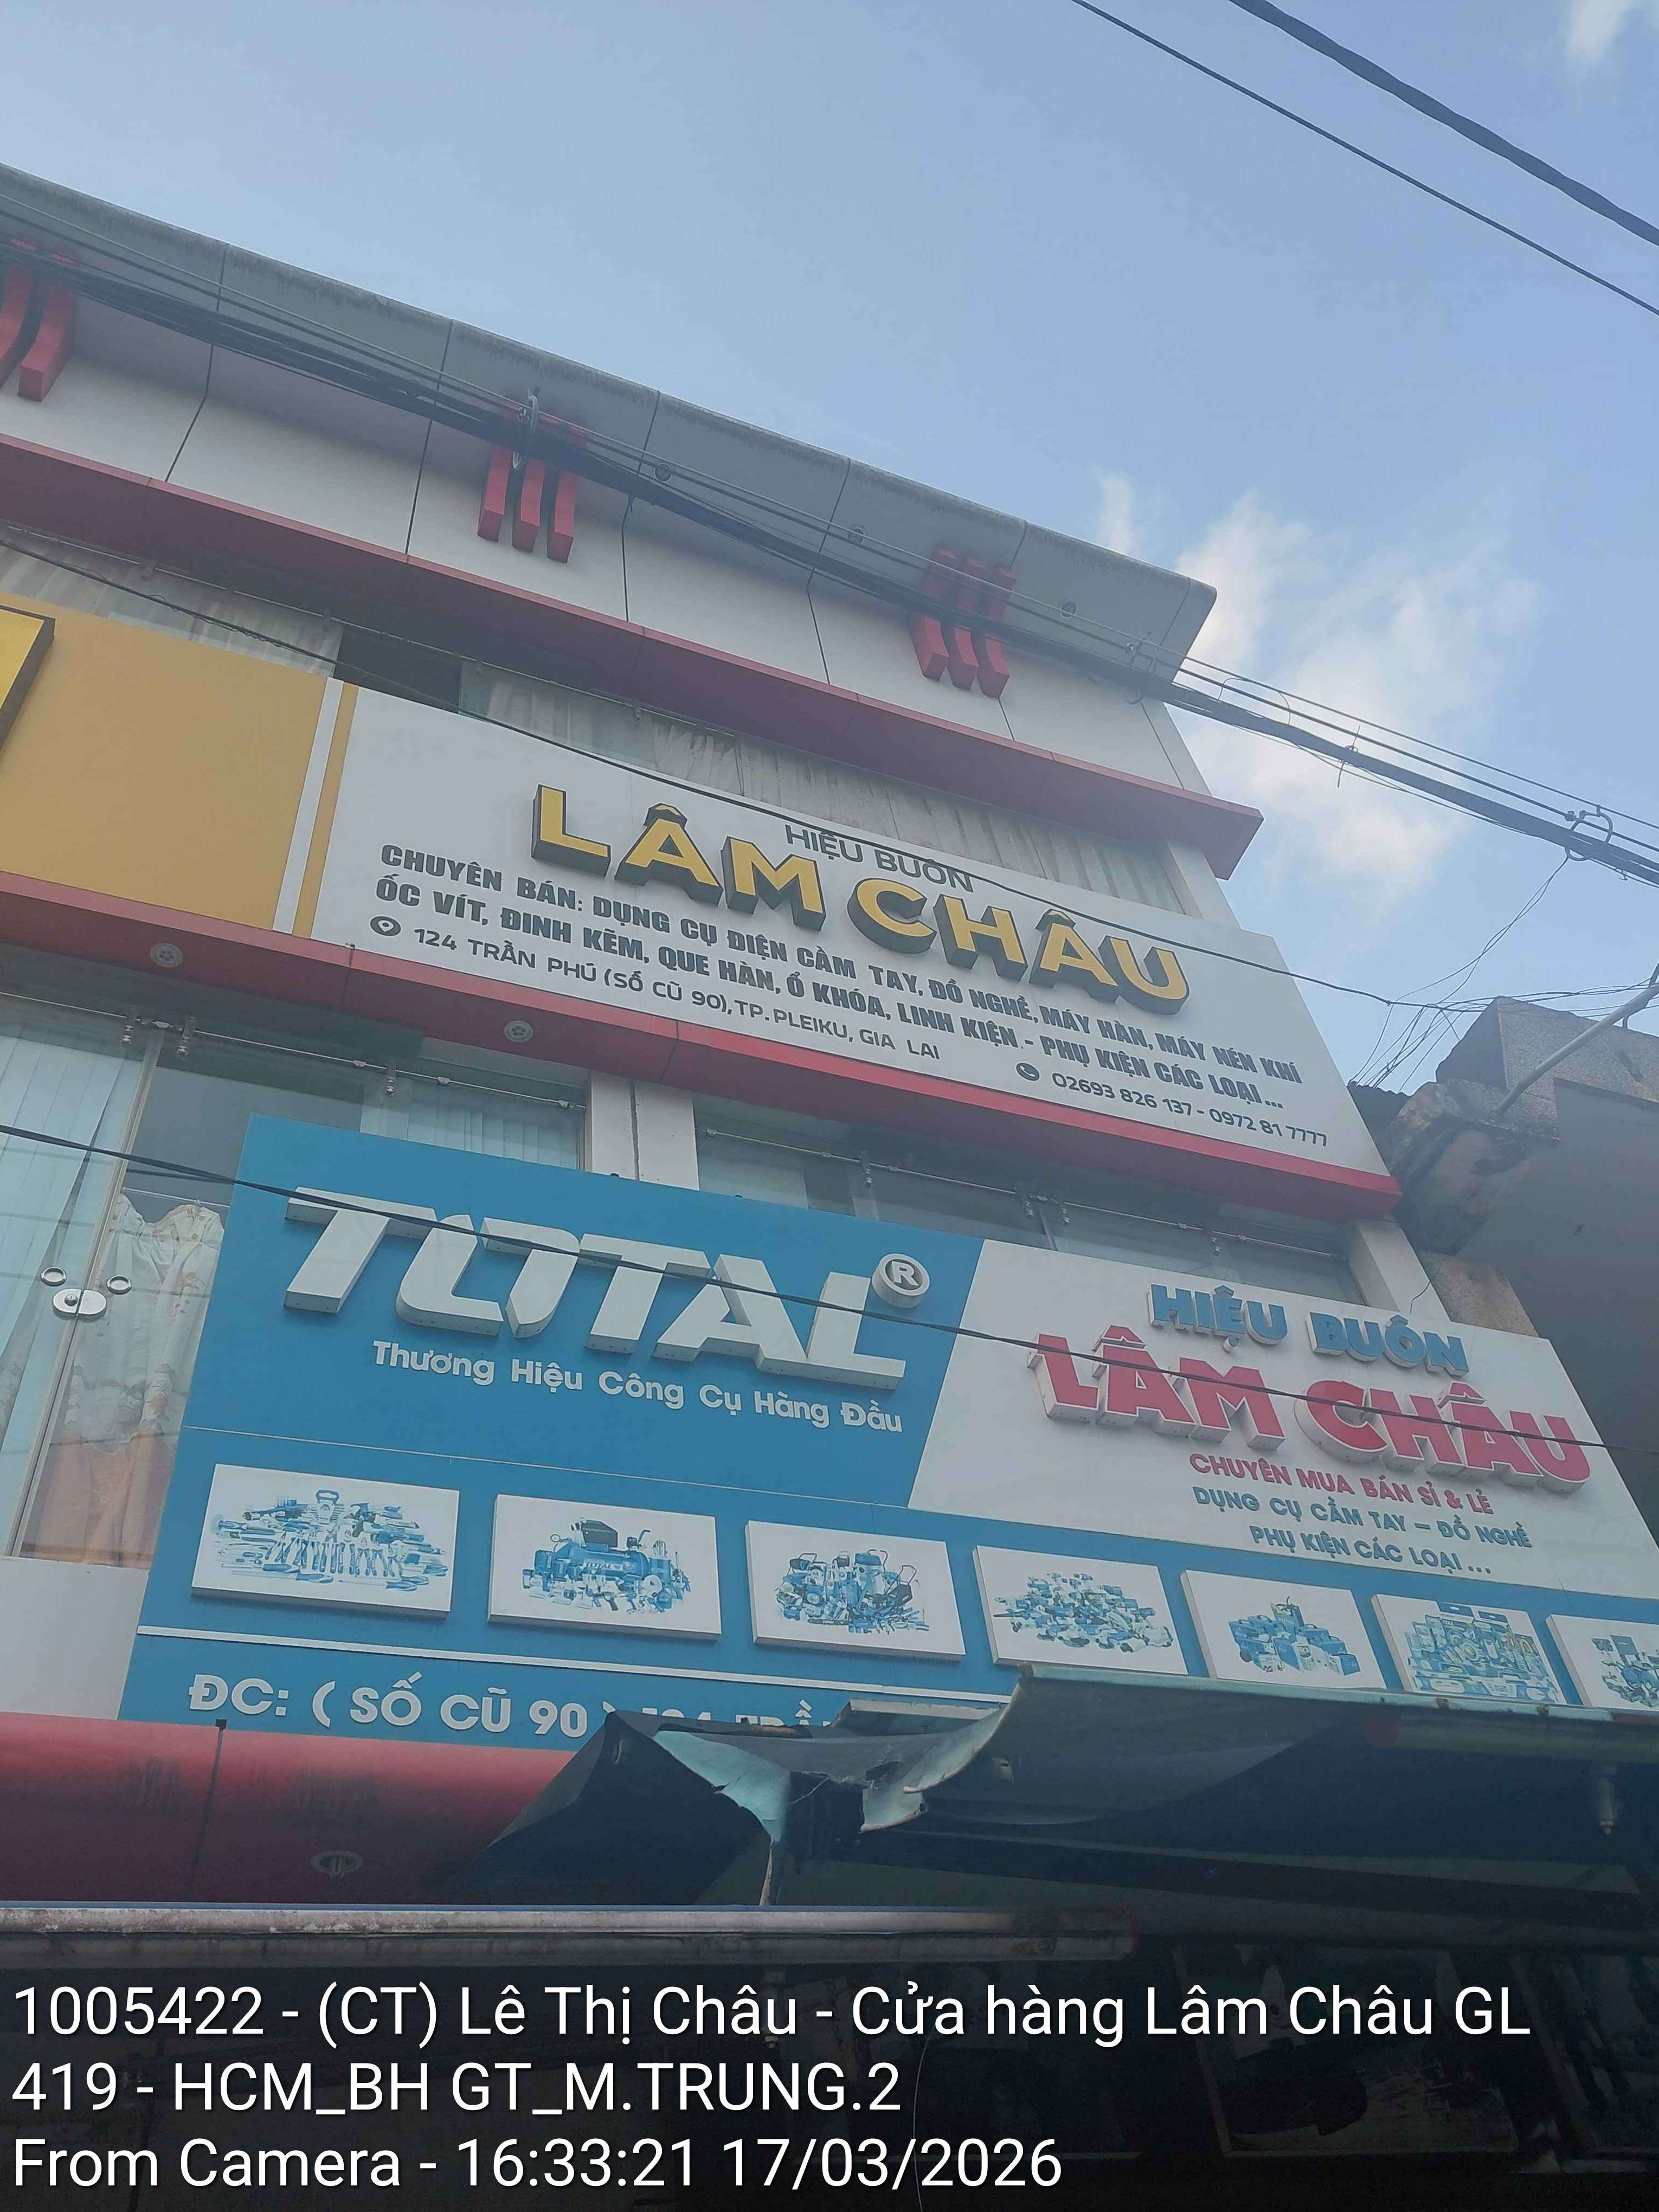 HIỆU BUÔN
LÂM CHÂU
CHUYÊN BÁN: DỤNG CỤ ĐIỆN CẦM TAY, ĐỒ NGHỀ, MÁY HÀN, MÁY NÉN KHÍ
ỐC VÍT, ĐINH KẼM, QUE HÀN, Ổ KHÓA, LINH KIỆN - PHỤ KIỆN CÁC LOẠI ...
124 TRẦN PHÚ (SỐ CŨ 90), TP. PLEIKU, GIA LAI
02693 826 137 - 0972 81 7777
TOTAL®
Thương Hiệu Công Cụ Hàng Đầu
HIỆU BUÔN
LÂM CHÂU
CHUYÊN MUA BÁN SỈ & LẺ
DỤNG CỤ CẦM TAY – ĐỒ NGHỀ
PHỤ KIỆN CÁC LOẠI ...
ĐC: ( SỐ CŨ 90 )
1005422 - (CT) Lê Thị Châu - Cửa hàng Lâm Châu GL
419 - HCM_BH GT_M.TRUNG.2
From Camera - 16:33:21 17/03/2026